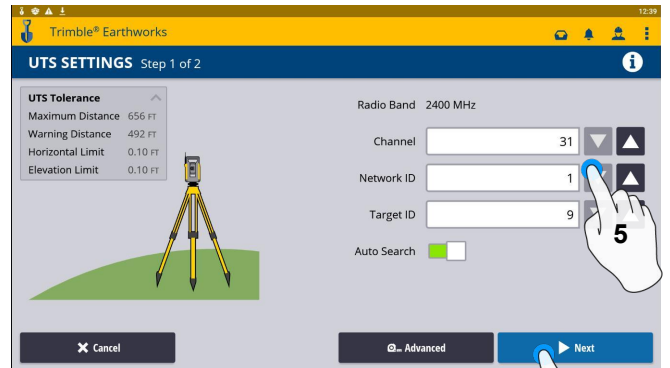 12:39
Trimble® Earthworks
UTS SETTINGS Step 1 of 2
UTS Tolerance
Maximum Distance 656 FT
Warning Distance 492 FT
Horizontal Limit 0.10 FT
Elevation Limit 0.10 FT
Radio Band 2400 MHz
Channel 31
Network ID 1
Target ID 9
5
Auto Search
Cancel
Advanced
Next